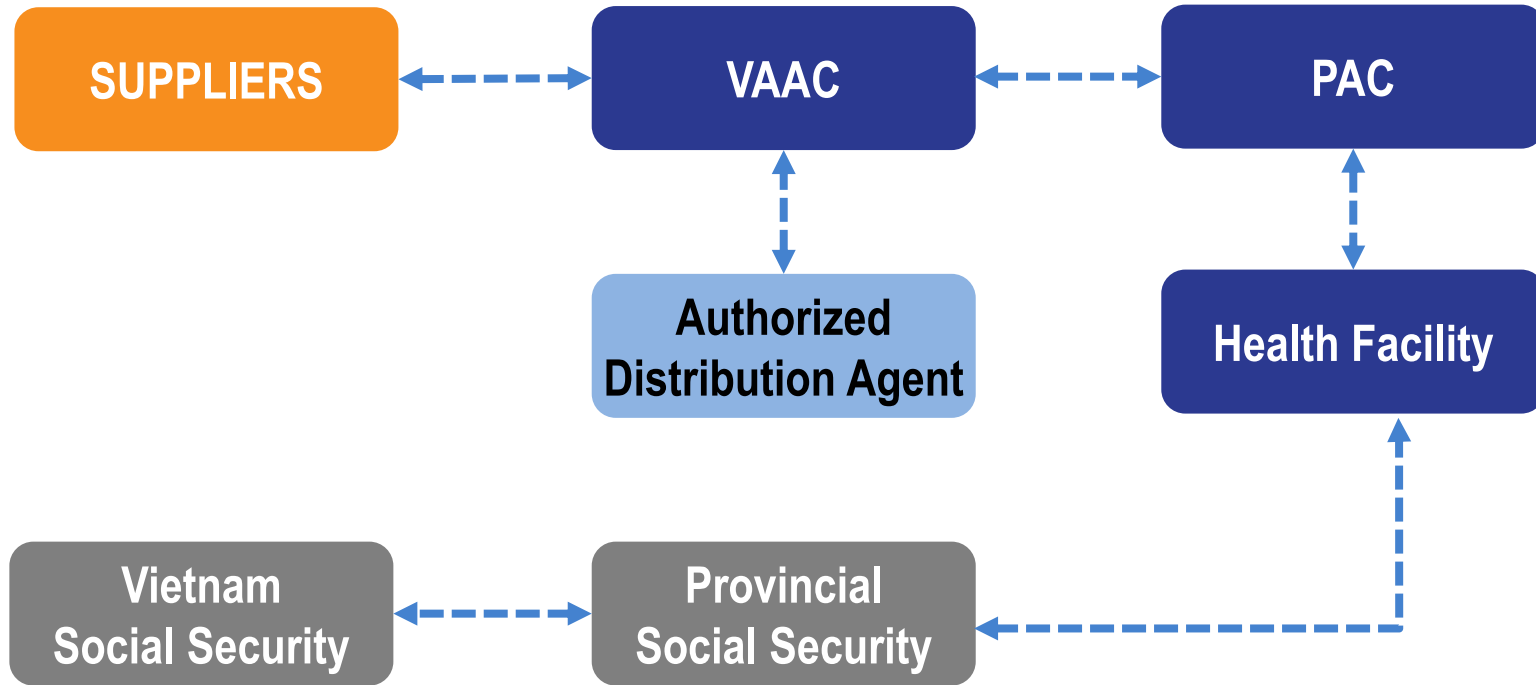 SUPPLIERS
VAAC
PAC
Authorized
Distribution Agent
Health Facility
Vietnam
Social Security
Provincial
Social Security